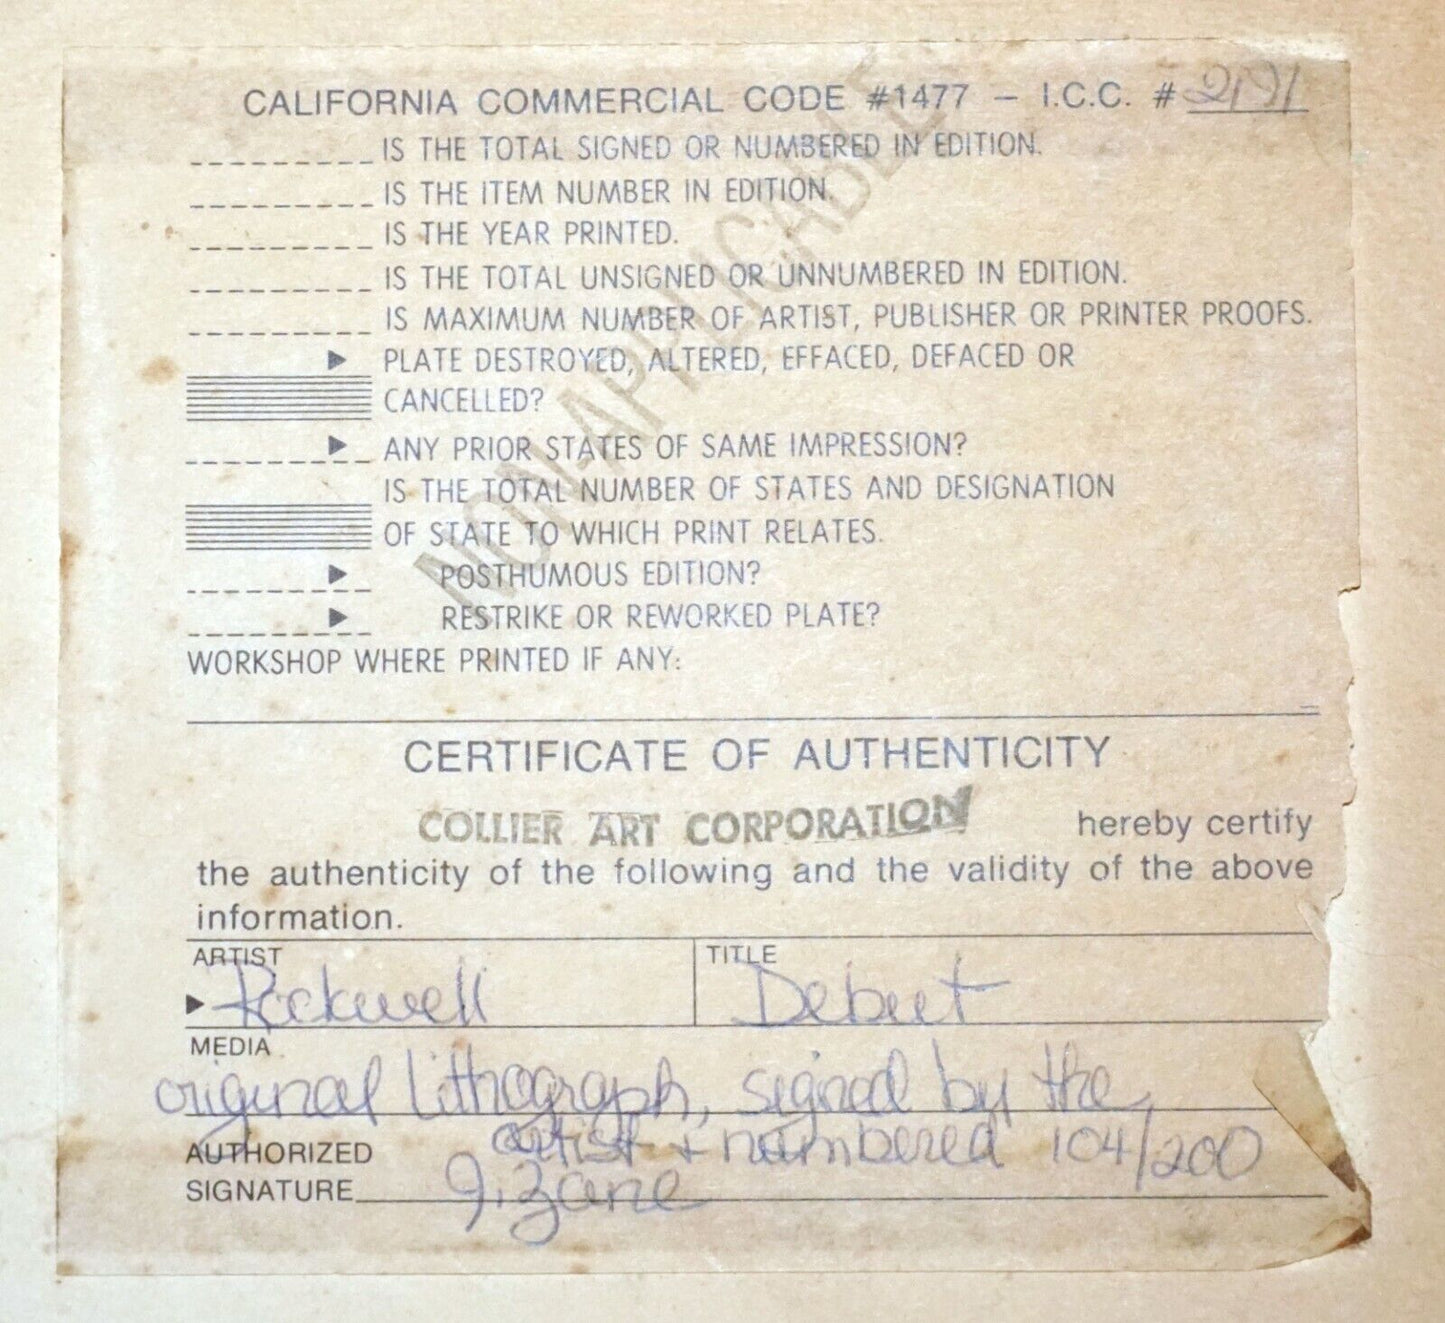 CALIFORNIA COMMERCIAL CODE #1477 – I.C.C. #
IS THE TOTAL SIGNED OR NUMBERED IN EDITION.
IS THE ITEM NUMBER IN EDITION.
IS THE YEAR PRINTED.
IS THE TOTAL UNSIGNED OR UNNUMBERED IN EDITION.
IS MAXIMUM NUMBER OF ARTIST, PUBLISHER OR PRINTER PROOFS.
PLATE DESTROYED, ALTERED, EFFACED, DEFACED OR
CANCELLED?
ANY PRIOR STATES OF SAME IMPRESSION?
IS THE TOTAL NUMBER OF STATES AND DESIGNATION
OF STATE TO WHICH PRINT RELATES.
POSTHUMOUS EDITION?
RESTRIKE OR REWORKED PLATE?
WORKSHOP WHERE PRINTED IF ANY:
NON-APPLICABLE
CERTIFICATE OF AUTHENTICITY
COLLIER ART CORPORATION hereby certify
the authenticity of the following and the validity of the above
information.
ARTIST TITLE
Rockwell Debut
MEDIA
original lithograph, signed by the
artist + numbered 104/200
AUTHORIZED
SIGNATURE J. Zane